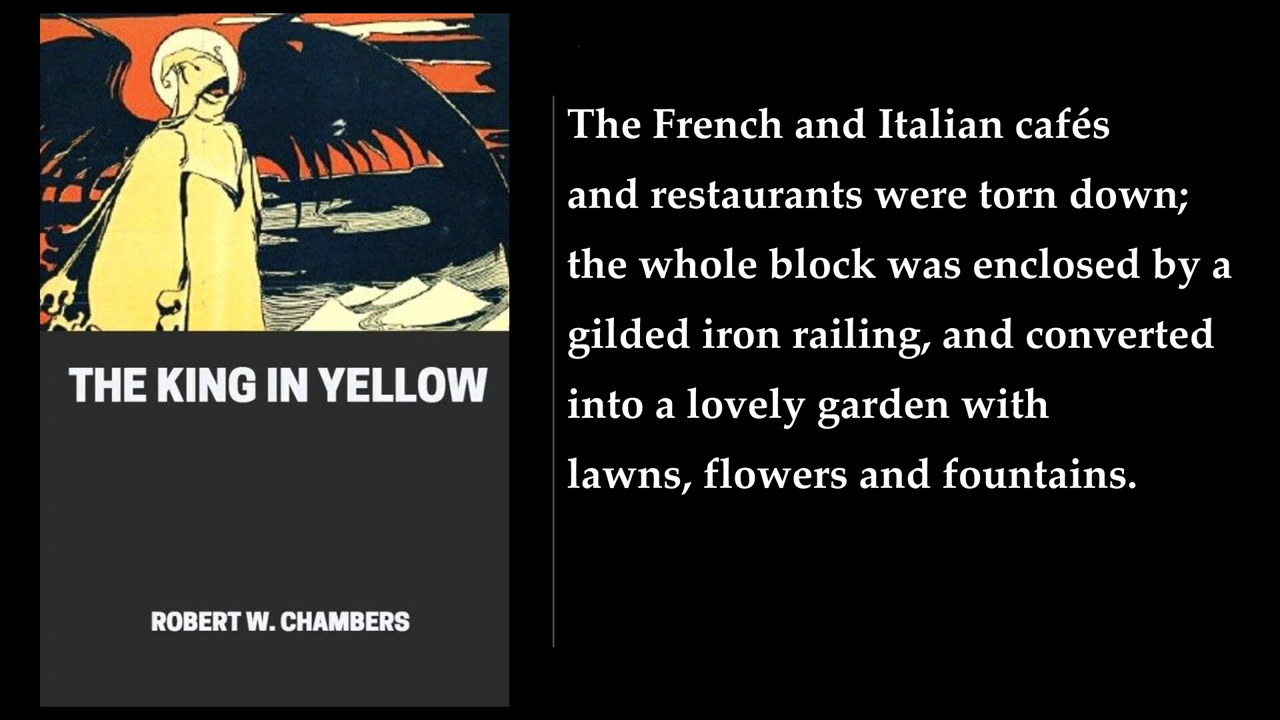 THE KING IN YELLOW
ROBERT W. CHAMBERS
The French and Italian cafés
and restaurants were torn down;
the whole block was enclosed by a
gilded iron railing, and converted
into a lovely garden with
lawns, flowers and fountains.